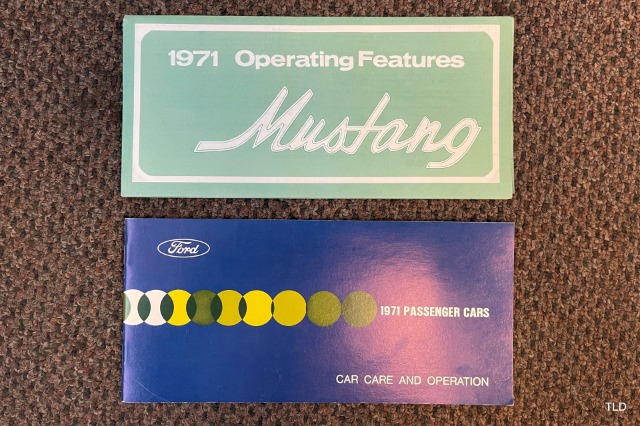 1971 Operating Features
Mustang
Ford
1971 PASSENGER CARS
CAR CARE AND OPERATION
TLD